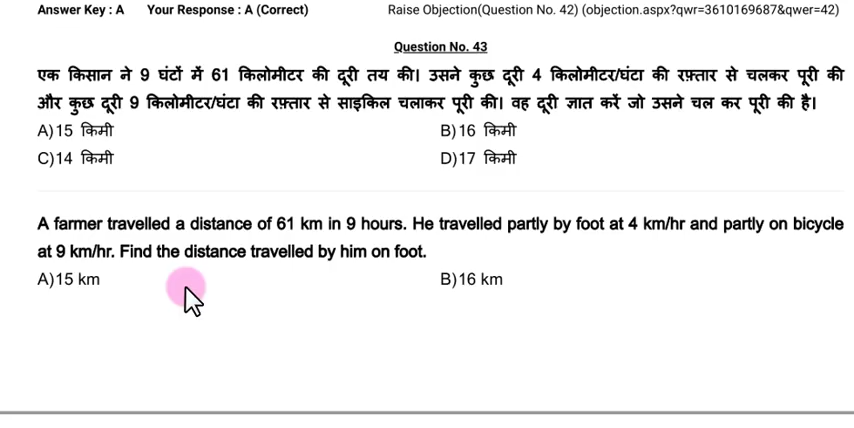 Answer Key : A Your Response : A (Correct) Raise Objection(Question No. 42) (objection.aspx?qwr=3610169687&qwer=42)
Question No. 43
एक किसान ने 9 घंटों में 61 किलोमीटर की दूरी तय की। उसने कुछ दूरी 4 किलोमीटर/घंटा की रफ़्तार से चलकर पूरी की
और कुछ दूरी 9 किलोमीटर/घंटा की रफ़्तार से साइकिल चलाकर पूरी की। वह दूरी ज्ञात करें जो उसने चल कर पूरी की है।
A)15 किमी B)16 किमी
C)14 किमी D)17 किमी
A farmer travelled a distance of 61 km in 9 hours. He travelled partly by foot at 4 km/hr and partly on bicycle
at 9 km/hr. Find the distance travelled by him on foot.
A)15 km B)16 km